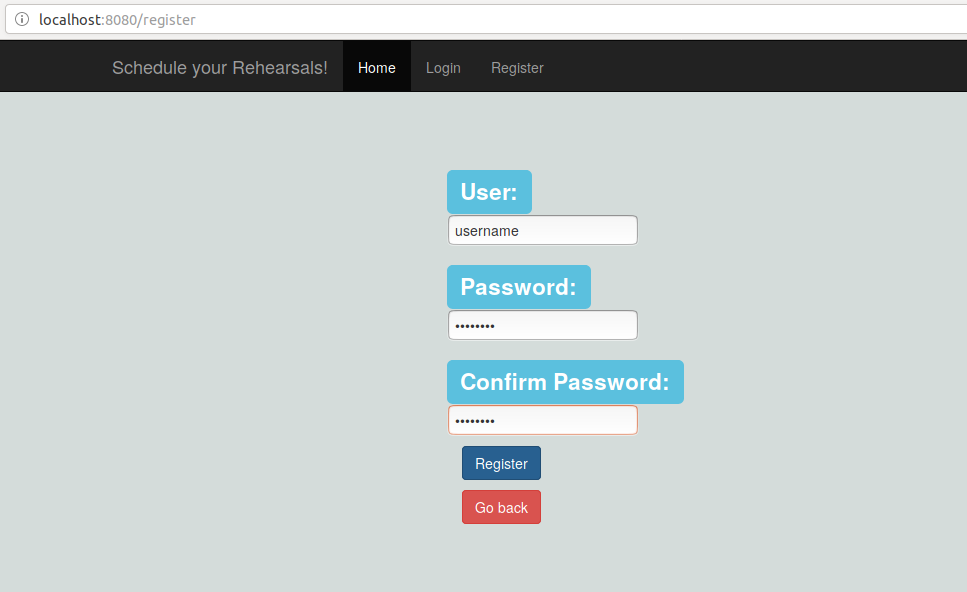 localhost:8080/register
Schedule your Rehearsals! Home Login Register
User:
username
Password:
••••••••
Confirm Password:
••••••••
Register
Go back